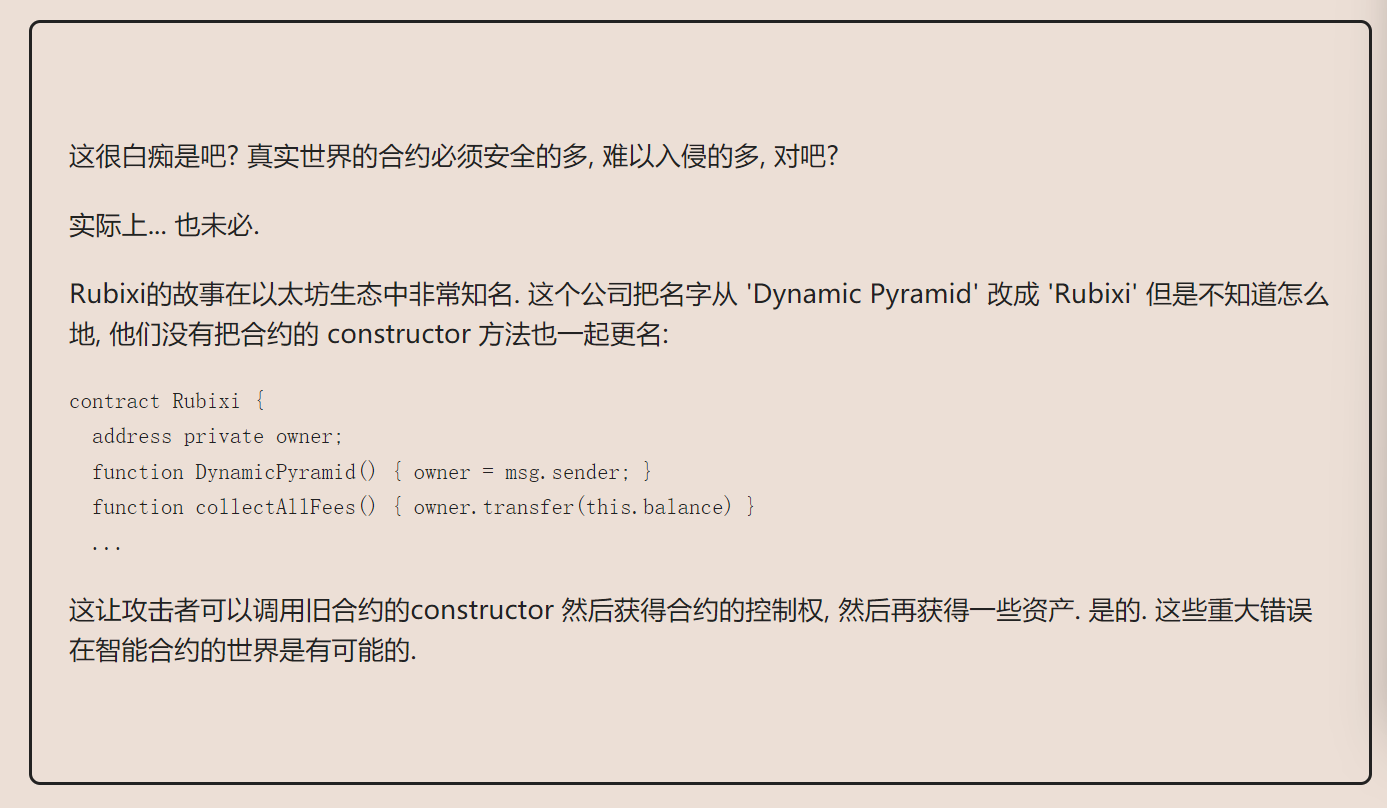 这很白痴是吧? 真实世界的合约必须安全的多, 难以入侵的多, 对吧?
实际上... 也未必.
Rubixi的故事在以太坊生态中非常知名. 这个公司把名字从 'Dynamic Pyramid' 改成 'Rubixi' 但是不知道怎么
地, 他们没有把合约的 constructor 方法也一起更名:
contract Rubixi {
  address private owner;
  function DynamicPyramid() { owner = msg.sender; }
  function collectAllFees() { owner.transfer(this.balance) }
  ...
这让攻击者可以调用旧合约的constructor 然后获得合约的控制权, 然后再获得一些资产. 是的. 这些重大错误
在智能合约的世界是有可能的.